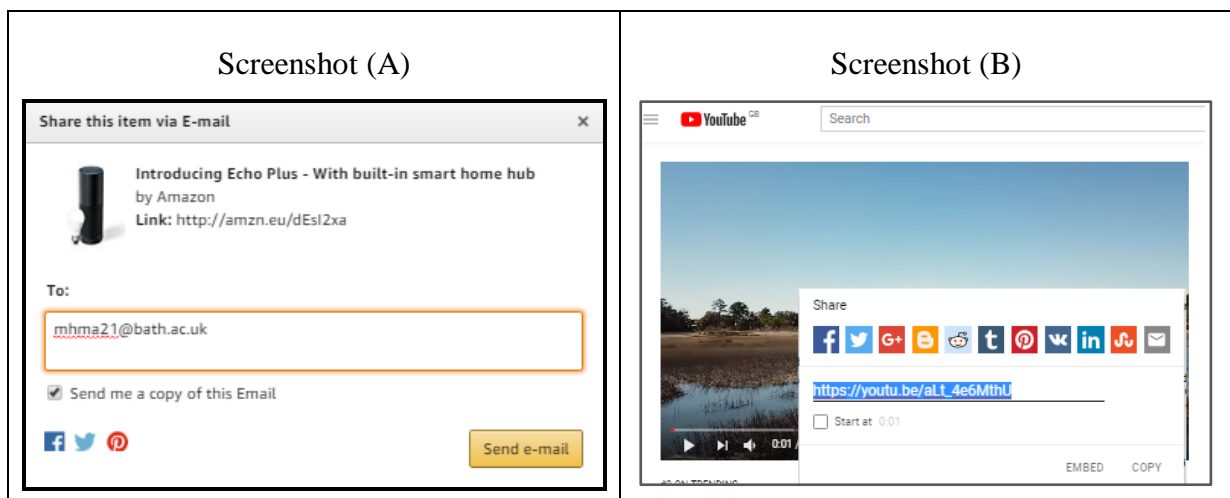 Screenshot (A)
Share this item via E-mail ×
Introducing Echo Plus - With built-in smart home hub
by Amazon
Link: http://amzn.eu/dEsI2xa
To:
mhma21@bath.ac.uk
Send me a copy of this Email
Send e-mail
Screenshot (B)
YouTube GB
Search
Share
https://youtu.be/aLt_4e6MthU
Start at 0:01
0:01 /
EMBED COPY
ON TRENDING